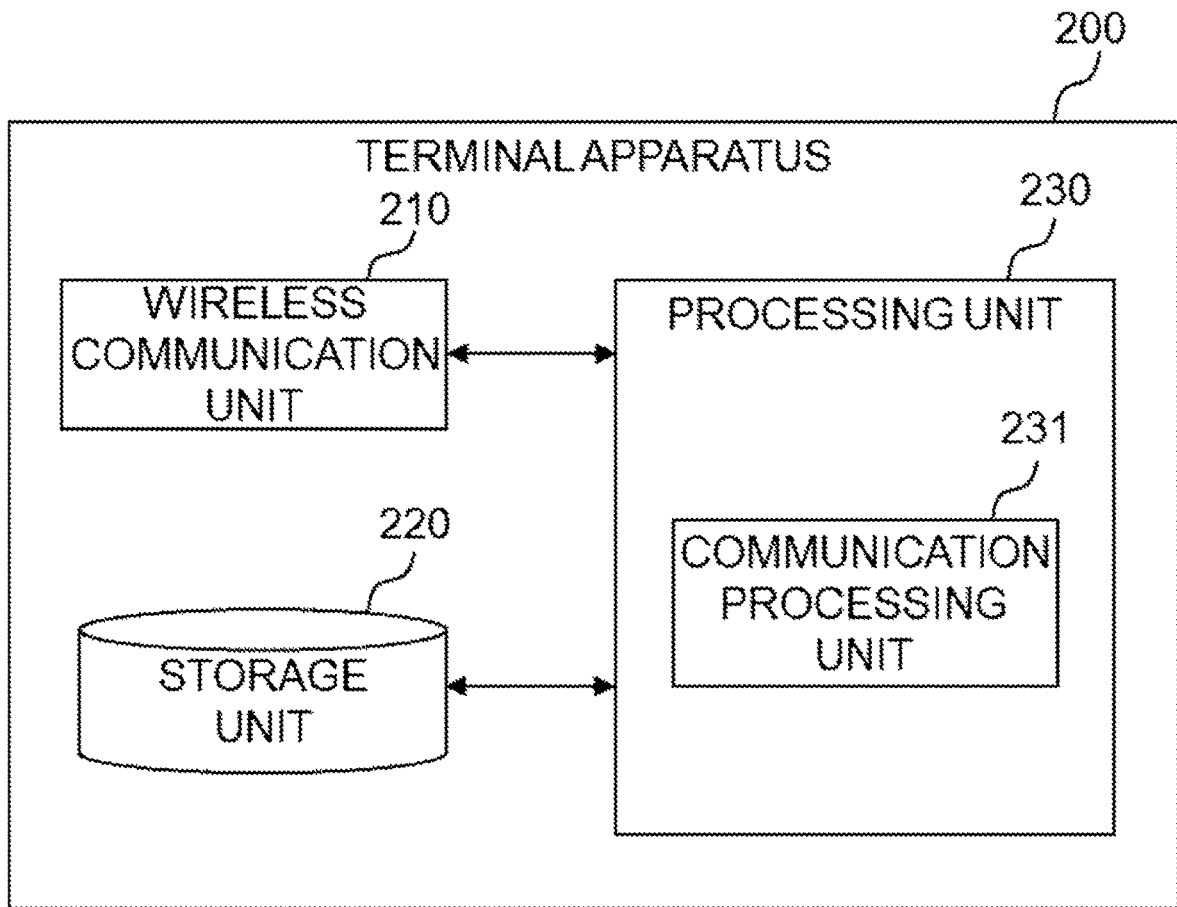 200
TERMINAL APPARATUS
210
230
WIRELESS
COMMUNICATION
UNIT
PROCESSING UNIT
231
220
COMMUNICATION
PROCESSING
UNIT
STORAGE
UNIT